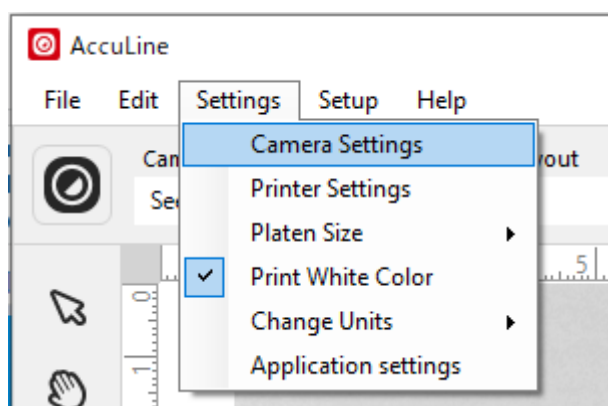 AccuLine
File Edit Settings Setup Help
Camera Settings
Printer Settings
Platen Size
Print White Color
Change Units
Application settings
5
0
1